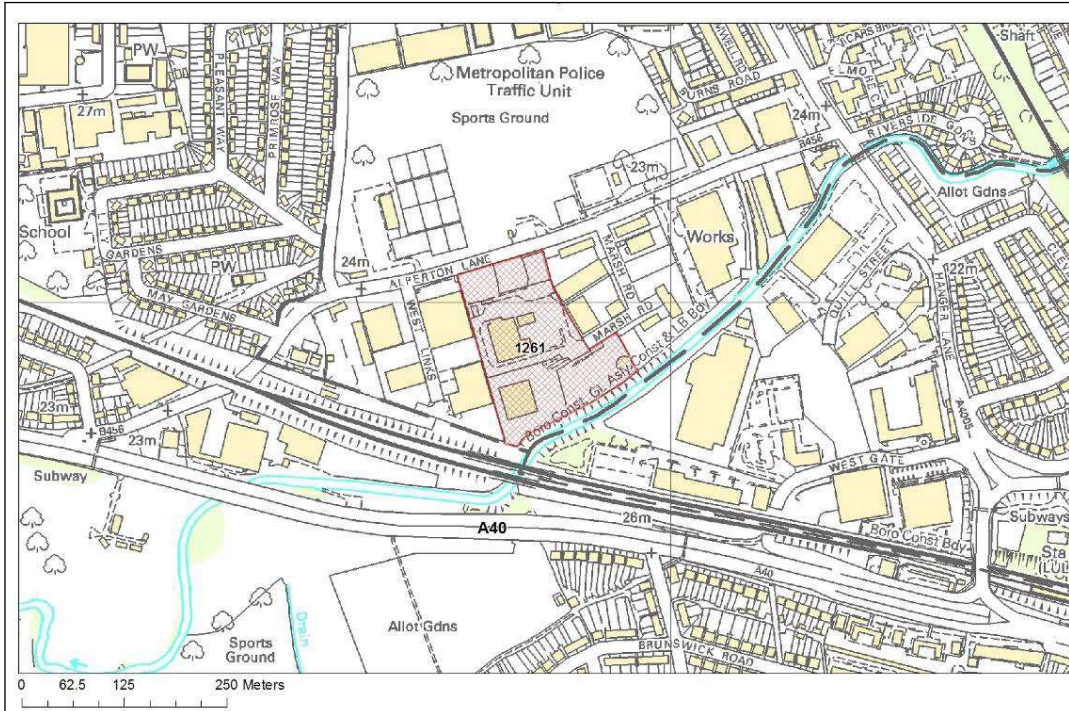 Shaft
PW
PLEASANT WAY
PRIMROSE WAY
27m
Metropolitan Police
Traffic Unit
Sports Ground
BURNS ROAD
24m
RIVERSIDE GDNS
B456
23m
Allot Gdns
School
LILY
GARDENS
PW
MAY GARDENS
24m
ALPERTON LANE
WEST
LINKS
MARSH RD
Works
QUILL STREET
22m
HANGER LANE
A4005
1261
MARSH RD
Boro Const, GL Asly Const & LB Bdy
23m
B456
23m
Subway
WEST GATE
Subways
Sta
Boro Const Bdy
A40
26m
A40
Drain
Sports
Ground
Allot Gdns
BRUNSWICK ROAD
0 62.5 125 250 Meters